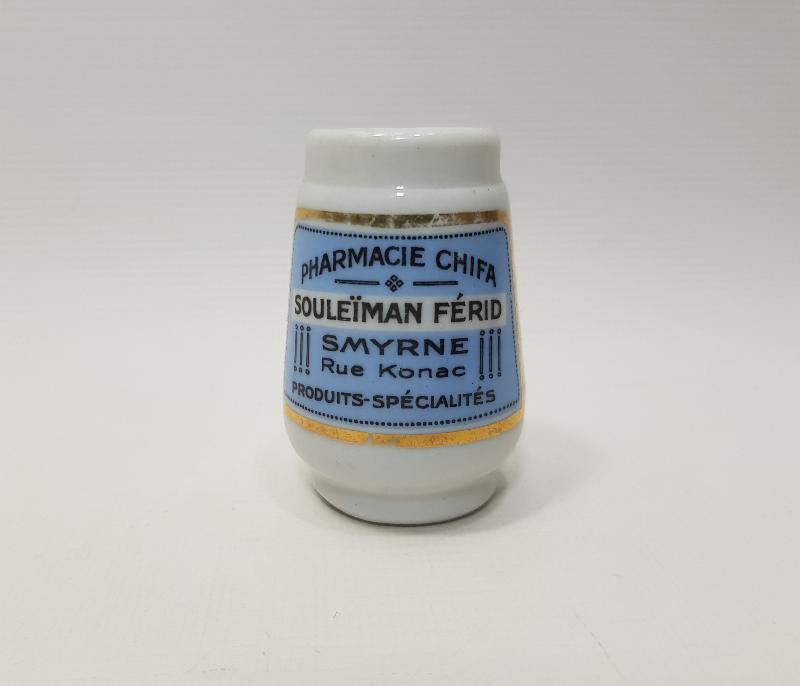 PHARMACIE CHIFA
SOULEÏMAN FÉRID
SMYRNE
Rue Konac
PRODUITS-SPÉCIALITÉS